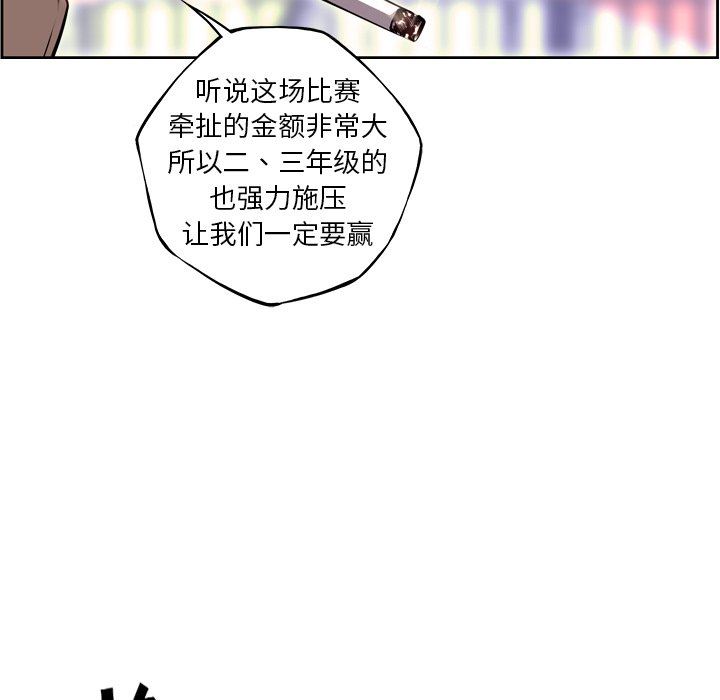 听说这场比赛
牵扯的金额非常大
所以二、三年级的
也强力施压
让我们一定要赢